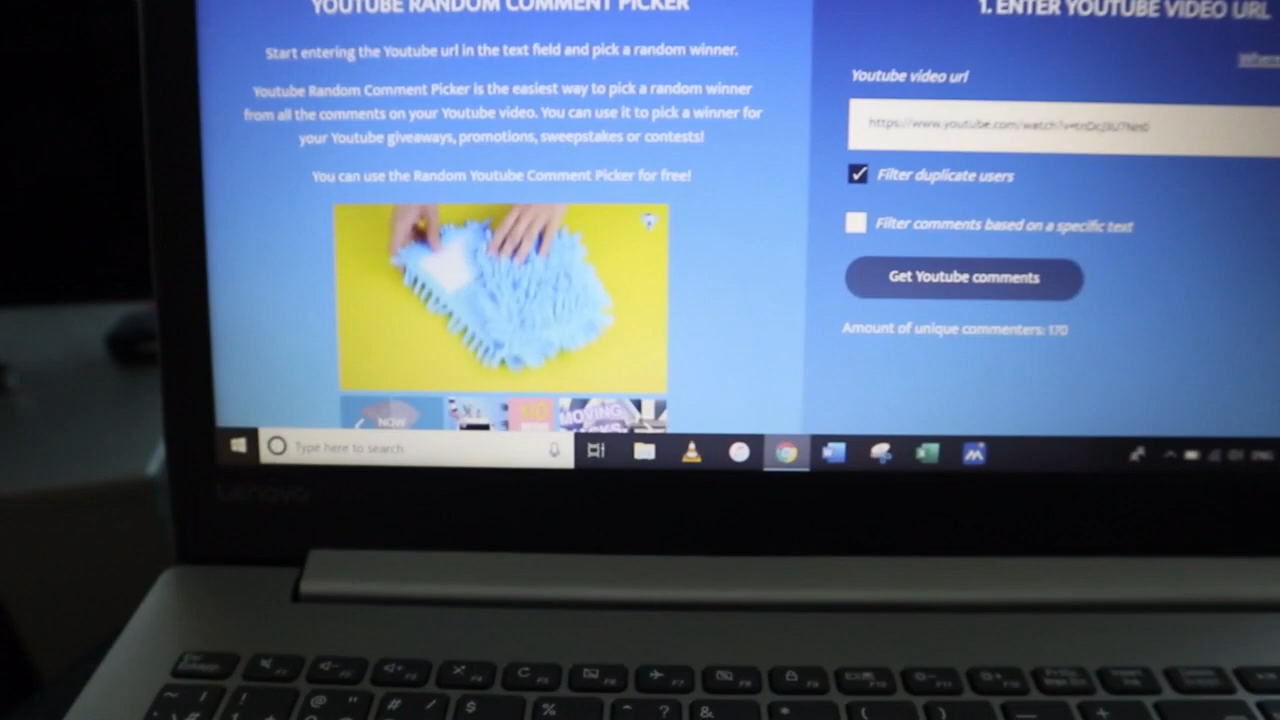 YOUTUBE RANDOM COMMENT PICKER
Start entering the Youtube url in the text field and pick a random winner.
Youtube Random Comment Picker is the easiest way to pick a random winner
from all the comments on your Youtube video. You can use it to pick a winner for
your Youtube giveaways, promotions, sweepstakes or contests!
You can use the Random Youtube Comment Picker for free!
NOW
MOVING
1. ENTER YOUTUBE VIDEO URL
Youtube video url
Filter duplicate users
Filter comments based on a specific text
Get Youtube comments
Amount of unique commenters: 170
Type here to search
Lenovo